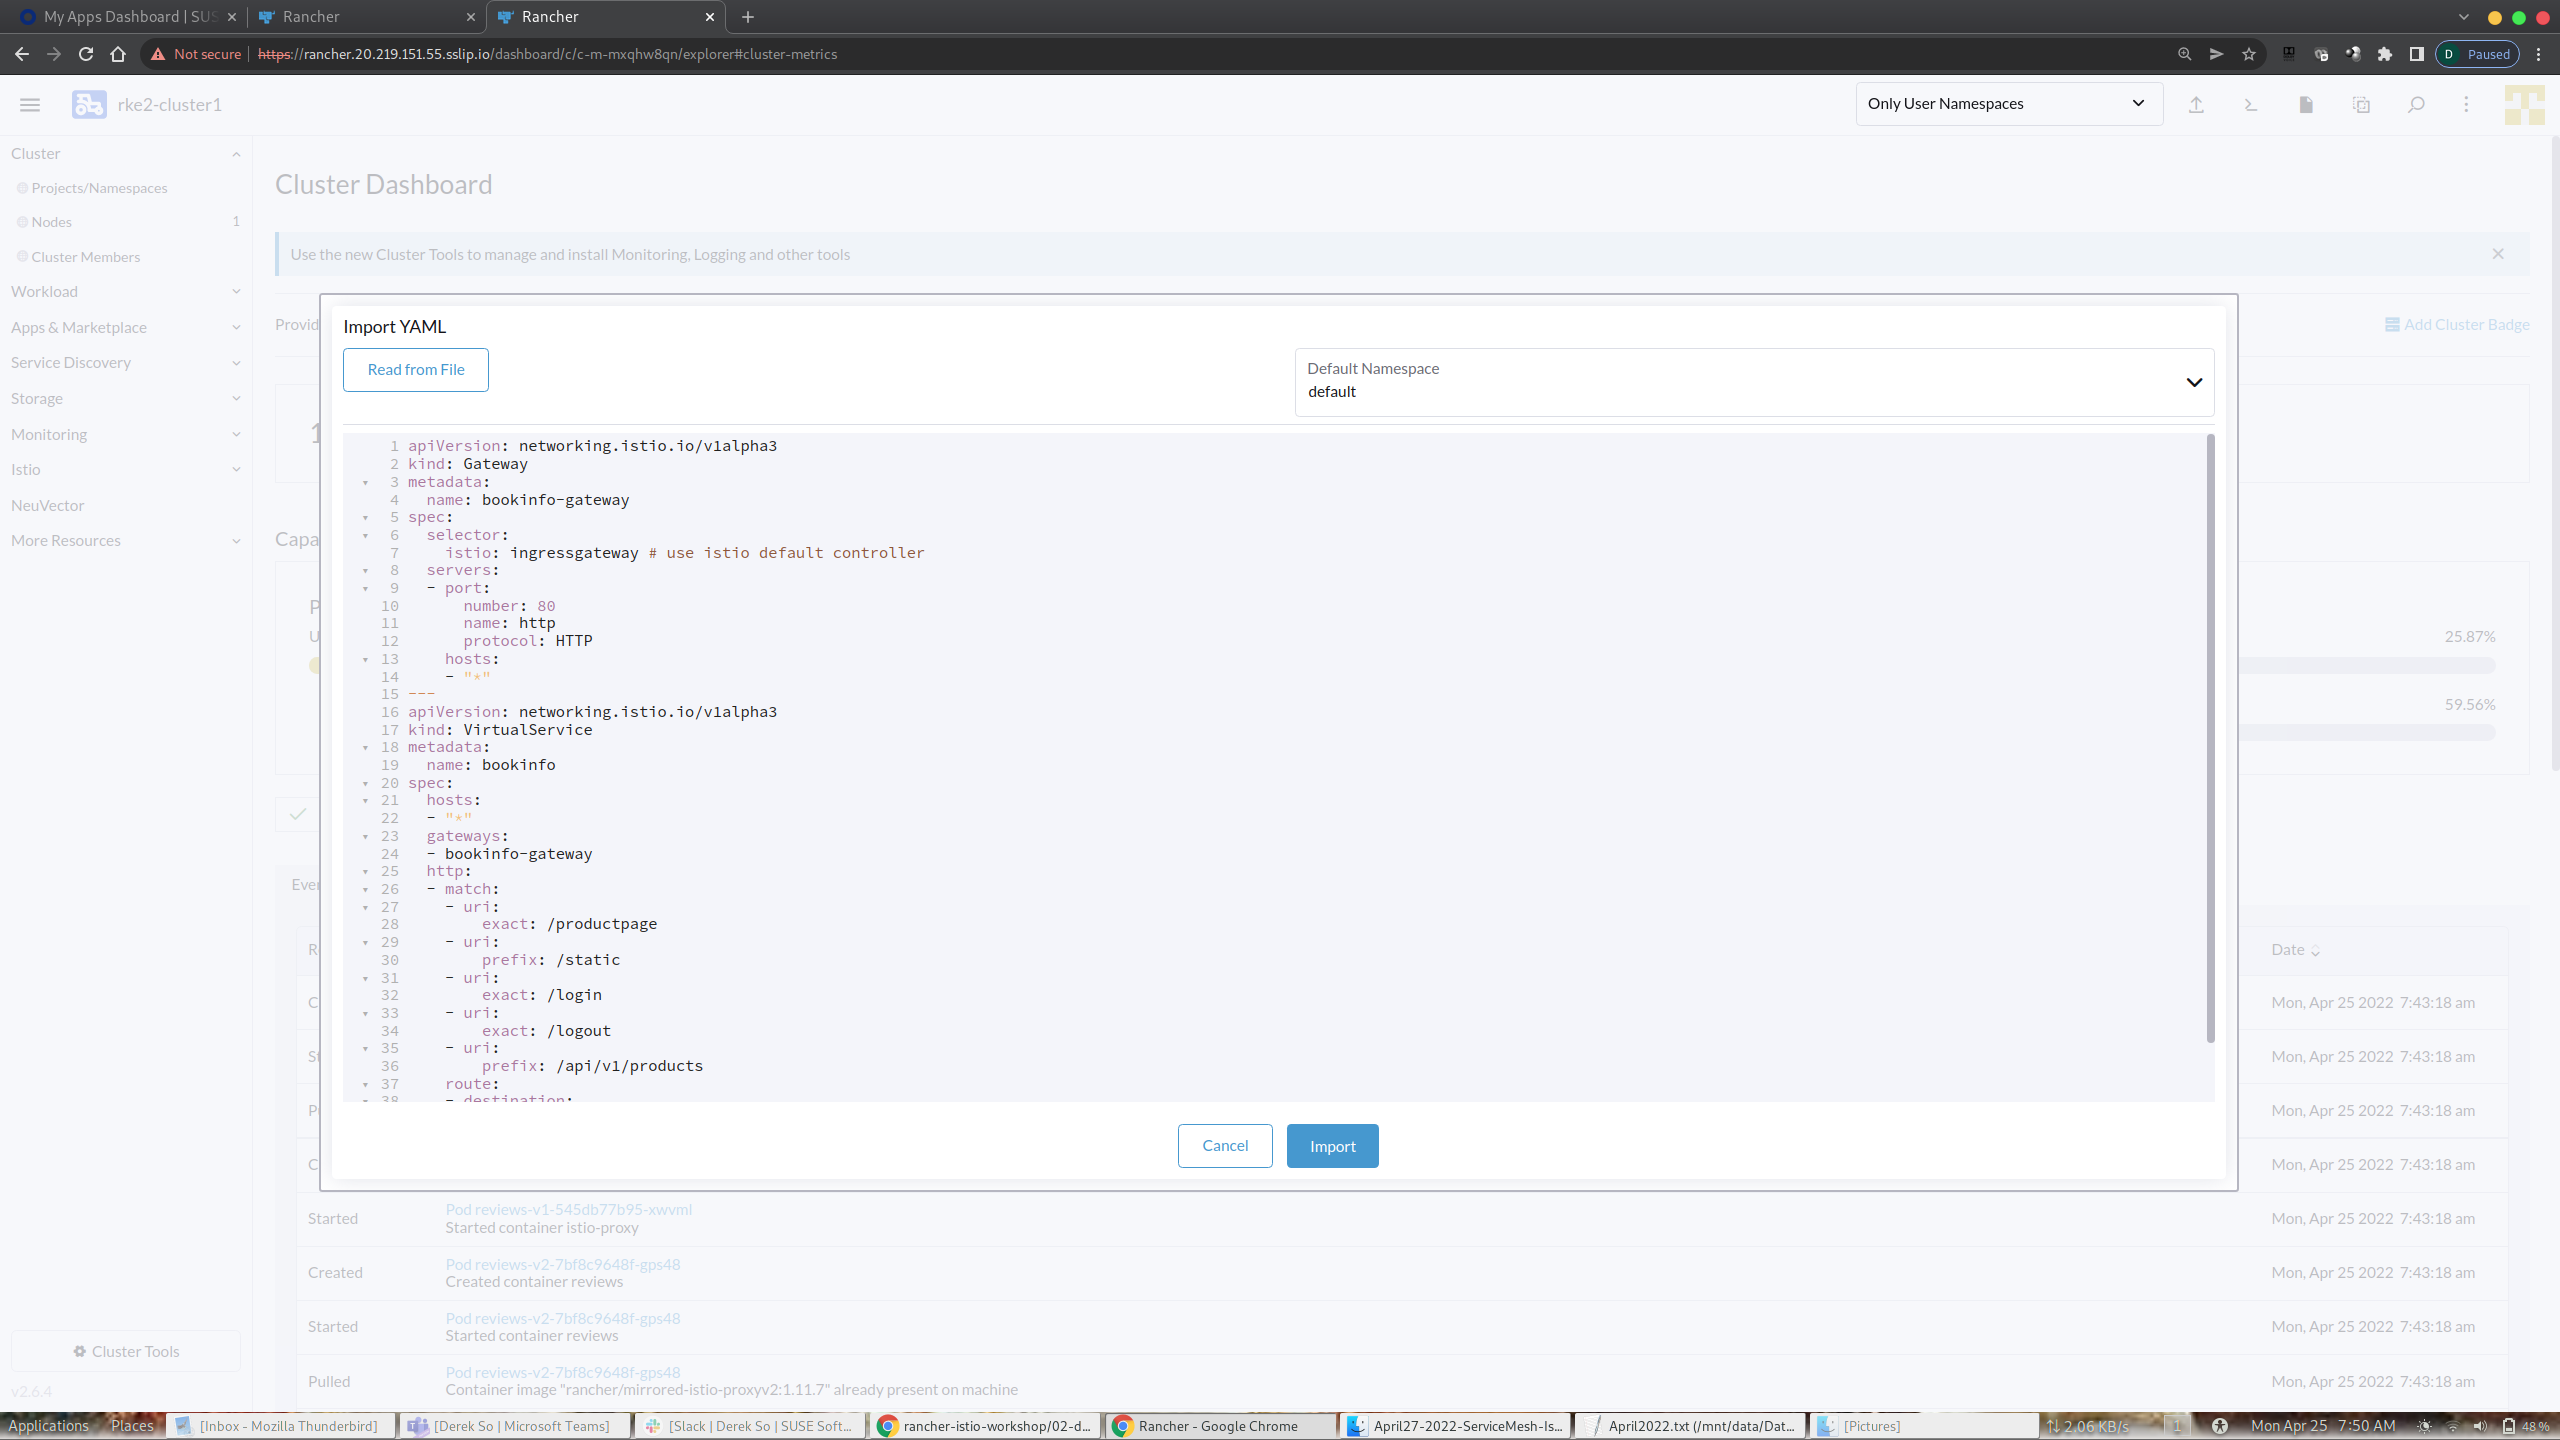 My Apps Dashboard | SUS
Rancher
Rancher
Not secure
https://rancher.20.219.151.55.sslip.io/dashboard/c/c-m-mxqhw8qn/explorer#cluster-metrics
D Paused
rke2-cluster1
Only User Namespaces
Cluster
Projects/Namespaces
Nodes 1
Cluster Members
Workload
Apps & Marketplace
Service Discovery
Storage
Monitoring
Istio
NeuVector
More Resources
Cluster Tools
v2.6.4
Cluster Dashboard
Use the new Cluster Tools to manage and install Monitoring, Logging and other tools
Provid
Add Cluster Badge
1
Capa
P
U
25.87%
59.56%
Even
Import YAML
Read from File
Default Namespace
default
1 apiVersion: networking.istio.io/v1alpha3
2 kind: Gateway
3 metadata:
4   name: bookinfo-gateway
5 spec:
6   selector:
7     istio: ingressgateway # use istio default controller
8   servers:
9   - port:
10       number: 80
11       name: http
12       protocol: HTTP
13     hosts:
14     - "*"
15 ---
16 apiVersion: networking.istio.io/v1alpha3
17 kind: VirtualService
18 metadata:
19   name: bookinfo
20 spec:
21   hosts:
22   - "*"
23   gateways:
24   - bookinfo-gateway
25   http:
26   - match:
27     - uri:
28         exact: /productpage
29     - uri:
30         prefix: /static
31     - uri:
32         exact: /login
33     - uri:
34         exact: /logout
35     - uri:
36         prefix: /api/v1/products
37     route:
38     - destination:
Cancel
Import
Date
Mon, Apr 25 2022 7:43:18 am
Mon, Apr 25 2022 7:43:18 am
Mon, Apr 25 2022 7:43:18 am
Mon, Apr 25 2022 7:43:18 am
Started
Pod reviews-v1-545db77b95-xwvml
Started container istio-proxy
Mon, Apr 25 2022 7:43:18 am
Created
Pod reviews-v2-7bf8c9648f-gps48
Created container reviews
Mon, Apr 25 2022 7:43:18 am
Started
Pod reviews-v2-7bf8c9648f-gps48
Started container reviews
Mon, Apr 25 2022 7:43:18 am
Pulled
Pod reviews-v2-7bf8c9648f-gps48
Container image "rancher/mirrored-istio-proxyv2:1.11.7" already present on machine
Mon, Apr 25 2022 7:43:18 am
Applications
Places
[Inbox - Mozilla Thunderbird]
[Derek So | Microsoft Teams]
[Slack | Derek So | SUSE Soft...
rancher-istio-workshop/02-d...
Rancher - Google Chrome
April27-2022-ServiceMesh-Is...
April2022.txt (/mnt/data/Dat...
[Pictures]
2.06 KB/s
1
Mon Apr 25 7:50 AM
48 %